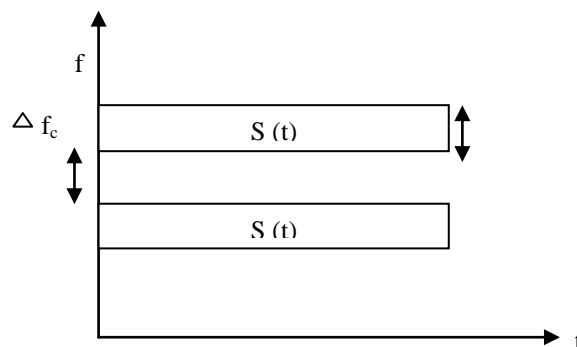 f
△ f_c
S (t)
S (t)
t